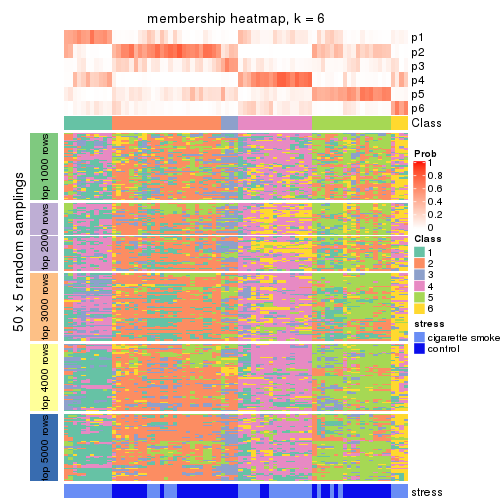 membership heatmap, k = 6
p1
p2
p3
p4
p5
p6
Class
50 x 5 random samplings
top 1000 rows
top 2000 rows
top 3000 rows
top 4000 rows
top 5000 rows
Prob
1
0.8
0.6
0.4
0.2
0
Class
1
2
3
4
5
6
stress
cigarette smoke
control
stress